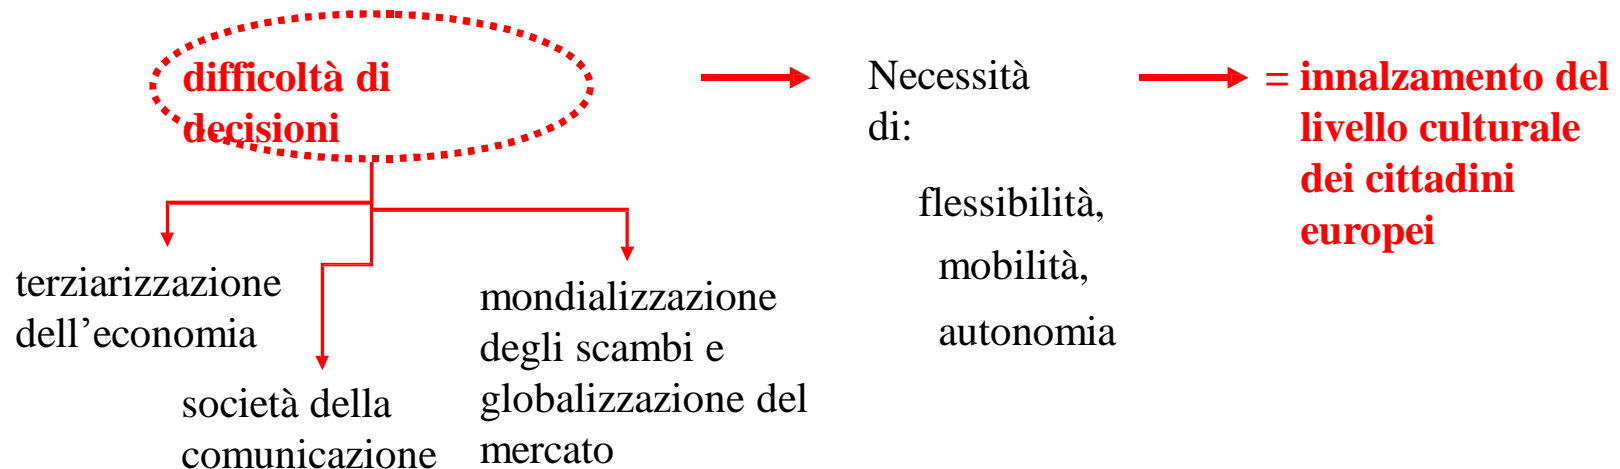 difficoltà di
decisioni
terziarizzazione
dell’economia
società della
comunicazione
mondializzazione
degli scambi e
globalizzazione del
mercato
Necessità
di:
flessibilità,
mobilità,
autonomia
= innalzamento del
livello culturale
dei cittadini
europei